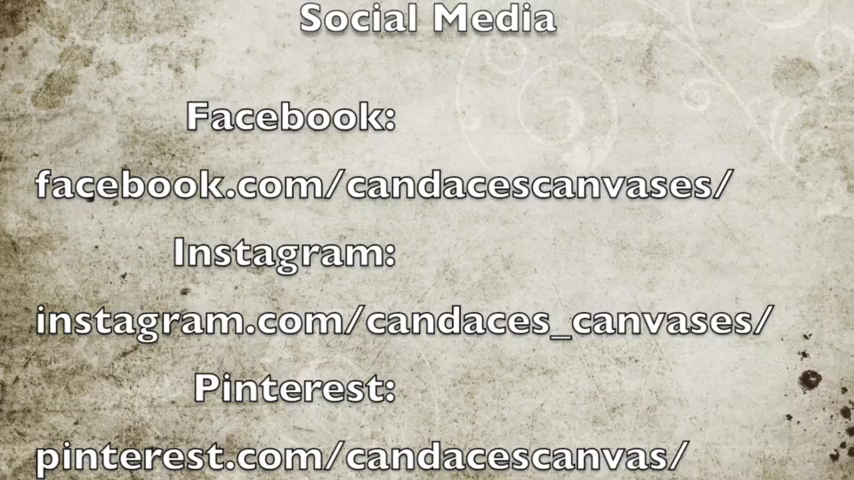 Social Media
Facebook:
facebook.com/candacescanvases/
Instagram:
instagram.com/candaces_canvases/
Pinterest:
pinterest.com/candacescanvas/